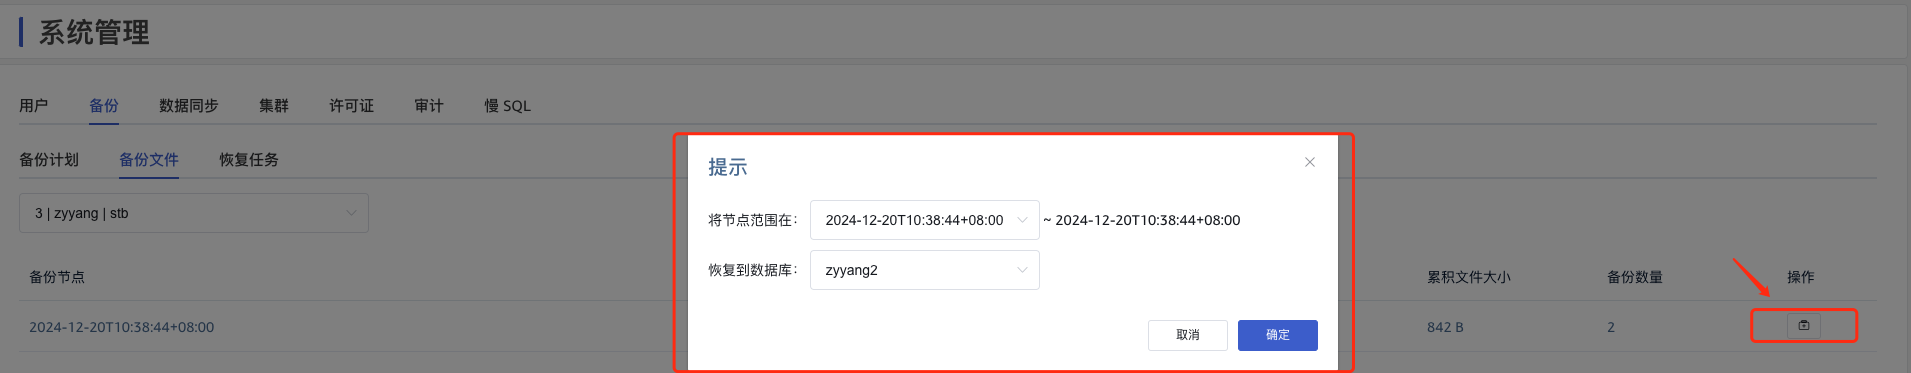 系统管理
用户 备份 数据同步 集群 许可证 审计 慢 SQL
备份计划 备份文件 恢复任务
3 | zyyang | stb
提示
将节点范围在： 2024-12-20T10:38:44+08:00 ~ 2024-12-20T10:38:44+08:00
恢复到数据库： zyyang2
取消 确定
备份节点 累积文件大小 备份数量 操作
2024-12-20T10:38:44+08:00 842 B 2